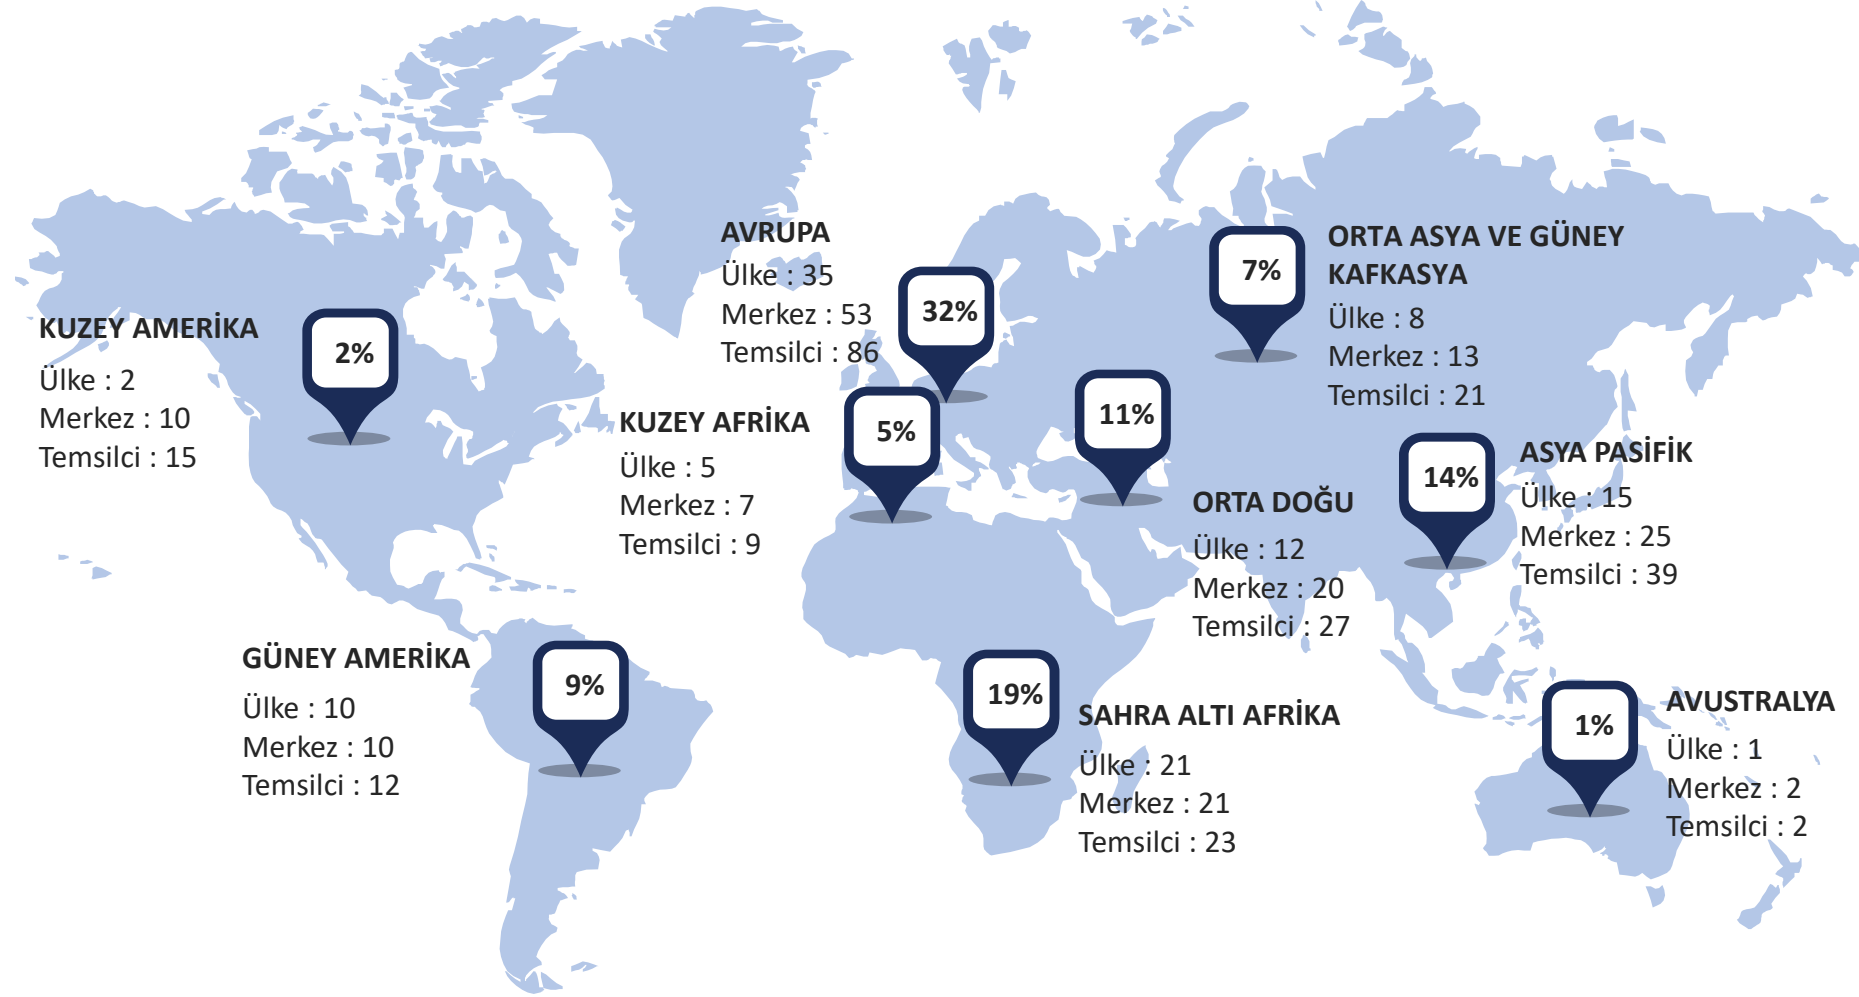 AVRUPA
Ülke : 35
Merkez : 53
Temsilci : 86
32%
7%
ORTA ASYA VE GÜNEY
KAFKASYA
Ülke : 8
Merkez : 13
Temsilci : 21
KUZEY AMERİKA
Ülke : 2
Merkez : 10
Temsilci : 15
2%
KUZEY AFRİKA
Ülke : 5
Merkez : 7
Temsilci : 9
5%
11%
ORTA DOĞU
Ülke : 12
Merkez : 20
Temsilci : 27
14%
ASYA PASİFİK
Ülke : 15
Merkez : 25
Temsilci : 39
GÜNEY AMERİKA
Ülke : 10
Merkez : 10
Temsilci : 12
9%
19%
SAHRA ALTI AFRİKA
Ülke : 21
Merkez : 21
Temsilci : 23
1%
AVUSTRALYA
Ülke : 1
Merkez : 2
Temsilci : 2